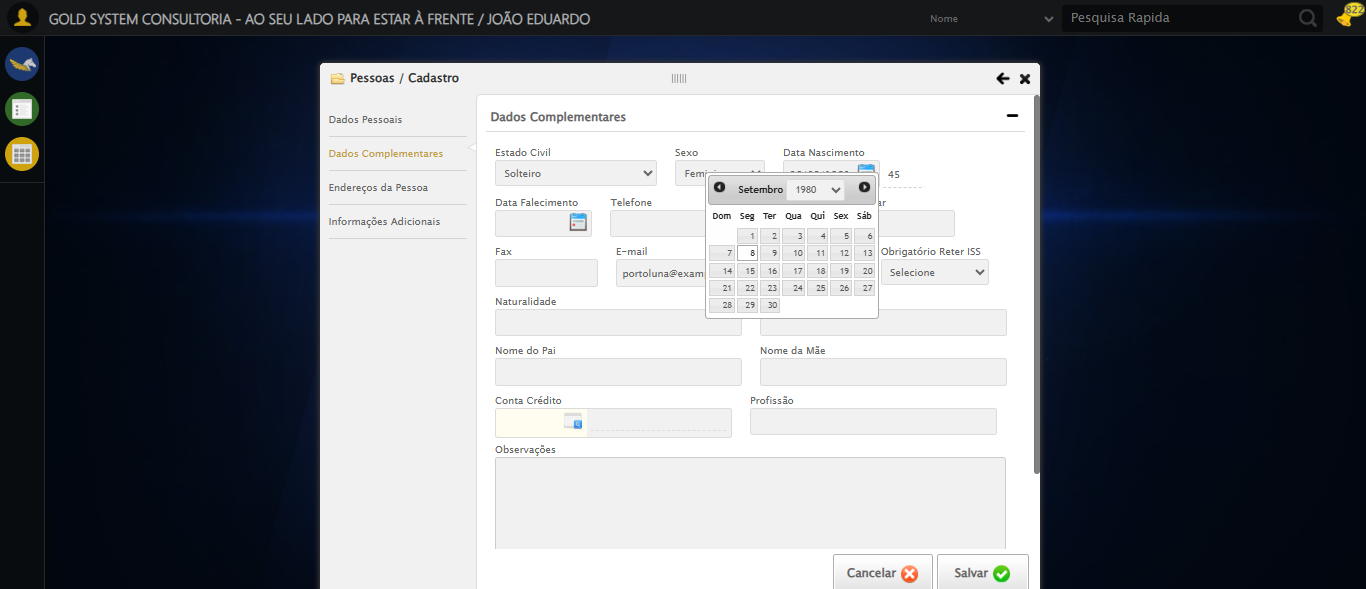 GOLD SYSTEM CONSULTORIA - AO SEU LADO PARA ESTAR À FRENTE / JOÃO EDUARDO
Nome
Pesquisa Rapida
822
Pessoas / Cadastro
Dados Pessoais
Dados Complementares
Endereços da Pessoa
Informações Adicionais
Dados Complementares
Estado Civil Sexo Data Nascimento
Solteiro 45
Setembro 1980
Dom Seg Ter Qua Qui Sex Sáb
1 2 3 4 5 6
7 8 9 10 11 12 13
14 15 16 17 18 19 20
21 22 23 24 25 26 27
28 29 30
Data Falecimento Telefone
Fax E-mail Obrigatório Reter ISS
portoluna@exam Selecione
Naturalidade
Nome do Pai Nome da Mãe
Conta Crédito Profissão
Observações
Cancelar Salvar